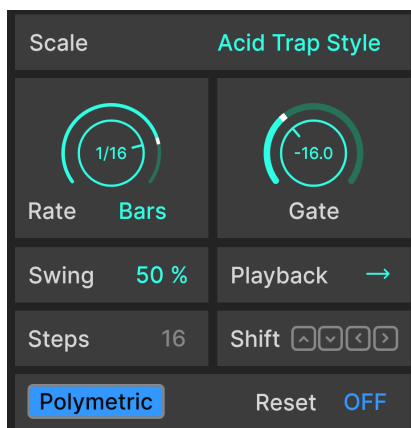 Scale Acid Trap Style
1/16 -16.0
Rate Bars Gate
Swing 50 % Playback →
Steps 16 Shift
Polymetric Reset OFF